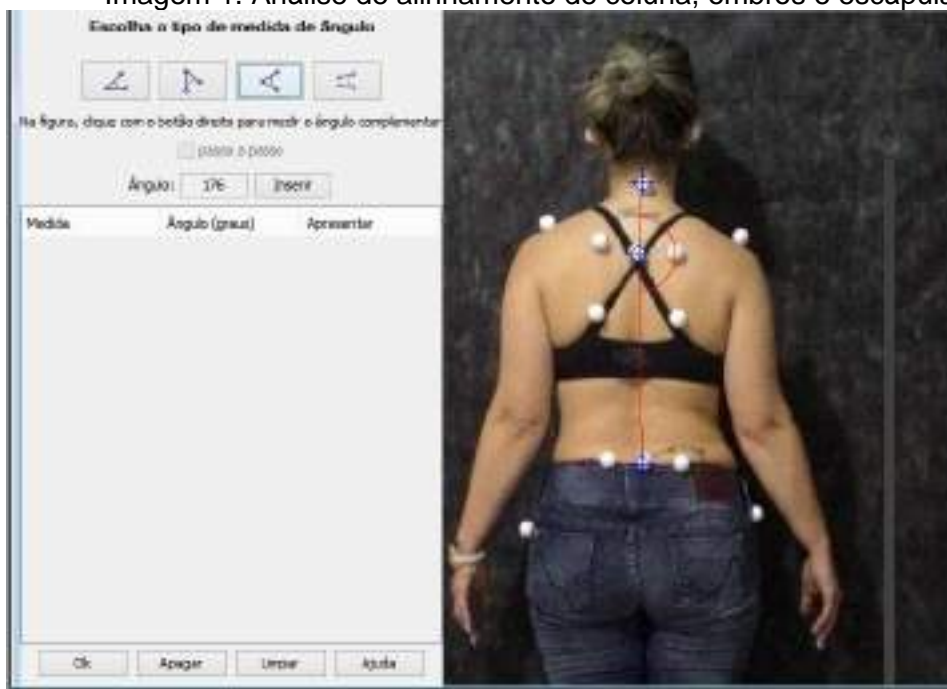 Imagem 1: Análise do alinhamento de coluna, ombros e escápula
Escolha o tipo de medida de ângulo
Na figura, clique com o botão direito para medir o ângulo complementar
passo a passo
Ângulo: 176 Inserir
Medida Ângulo (graus) Apresentar
Ok Apagar Limpar Ajuda